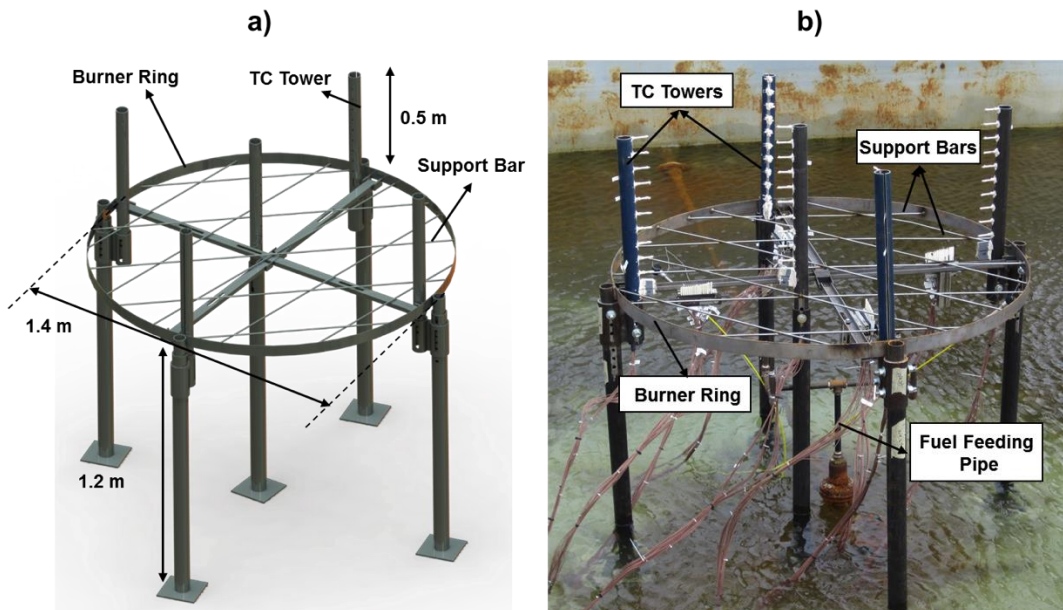 a)
Burner Ring
TC Tower
0.5 m
Support Bar
1.4 m
1.2 m
b)
TC Towers
Support Bars
Burner Ring
Fuel Feeding
Pipe